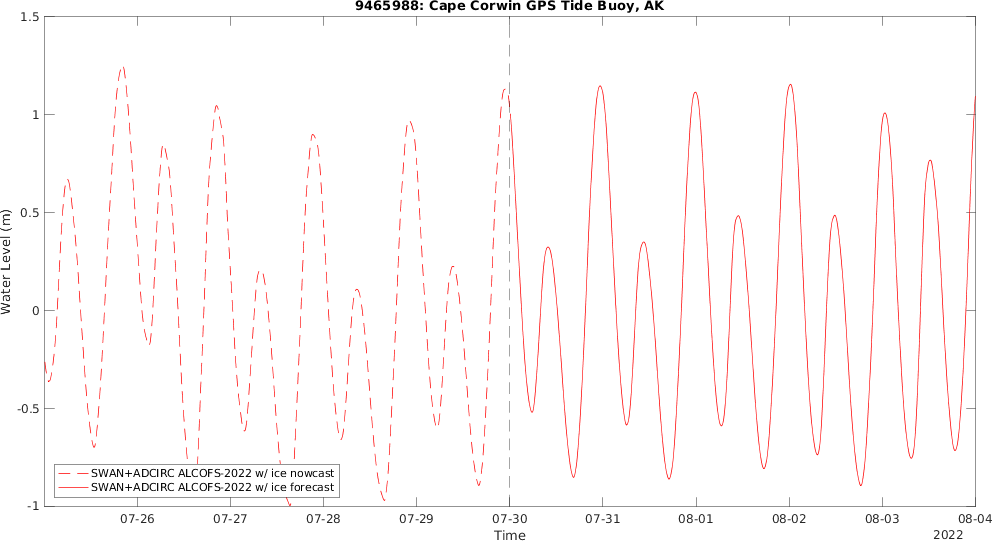 9465988: Cape Corwin GPS Tide Buoy, AK
Water Level (m)
1.5
1
0.5
0
-0.5
-1
SWAN+ADCIRC ALCOFS-2022 w/ ice nowcast
SWAN+ADCIRC ALCOFS-2022 w/ ice forecast
07-26 07-27 07-28 07-29 07-30 07-31 08-01 08-02 08-03 08-04
Time
2022